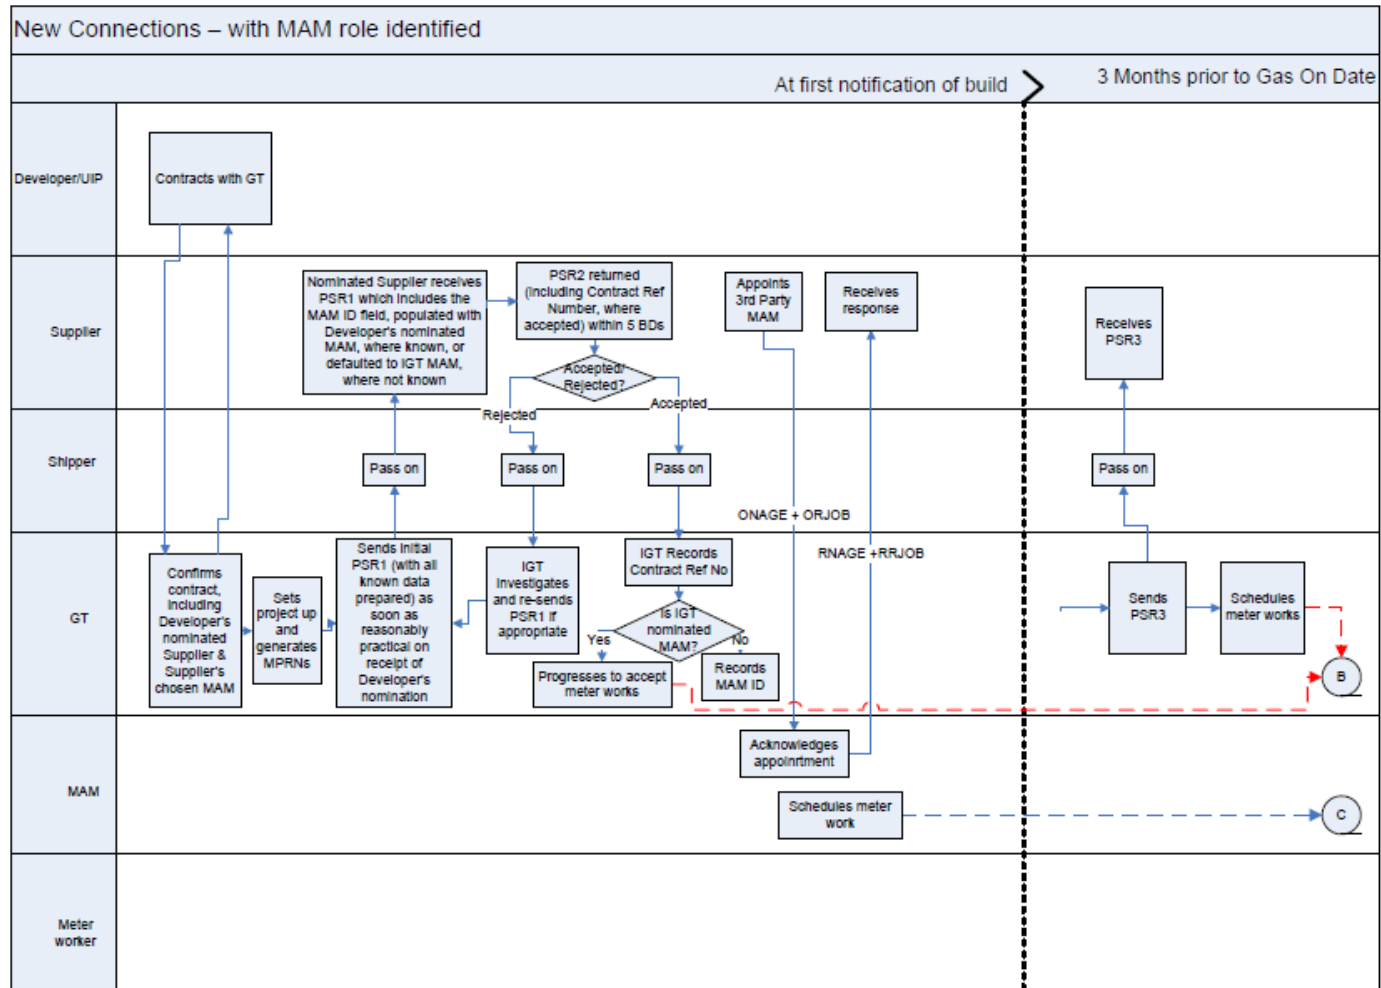 New Connections – with MAM role identified
At first notification of build
3 Months prior to Gas On Date
Developer/UIP
Contracts with GT
Supplier
Nominated Supplier receives
PSR1 which includes the
MAM ID field, populated with
Developer's nominated
MAM, where known, or
defaulted to IGT MAM,
where not known
PSR2 returned
(Including Contract Ref
Number, where
accepted) within 5 BDs
Accepted/
Rejected?
Appoints
3rd Party
MAM
Receives
response
Receives
PSR3
Rejected
Accepted
Shipper
Pass on
Pass on
Pass on
Pass on
ONAGE + ORJOB
RNAGE +RRJOB
GT
Confirms
contract,
Including
Developer's
nominated
Supplier &
Supplier's
chosen MAM
Sets
project up
and
generates
MPRNs
Sends Initial
PSR1 (with all
known data
prepared) as
soon as
reasonably
practical on
receipt of
Developer's
nomination
IGT
Investigates
and re-sends
PSR1 if
appropriate
IGT Records
Contract Ref No
Is IGT
nominated
MAM?
Yes
No
Progresses to accept
meter works
Records
MAM ID
Sends
PSR3
Schedules
meter works
B
MAM
Acknowledges
appoinrtment
Schedules meter
work
C
Meter
worker